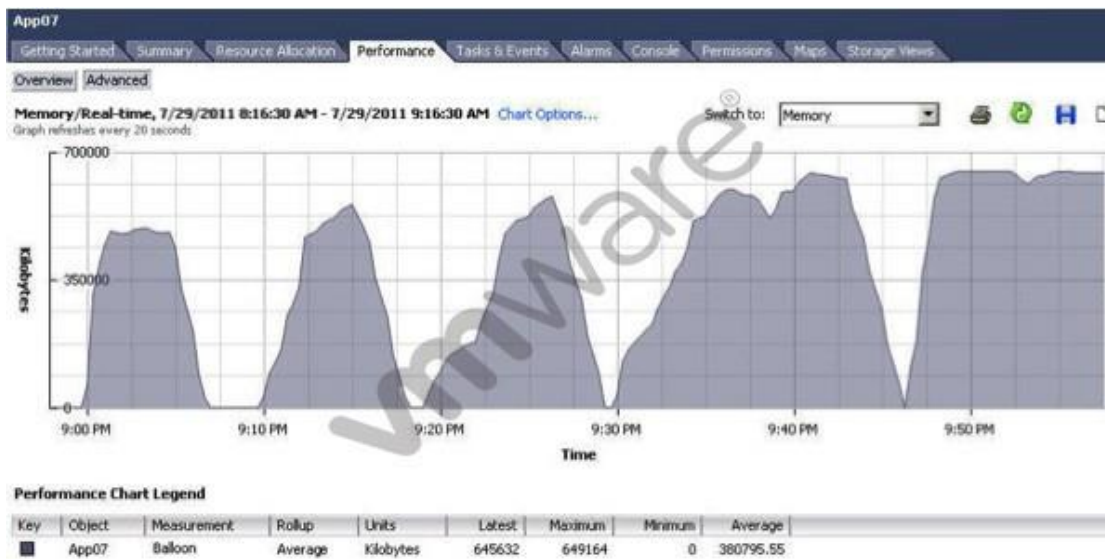 App07
Getting Started Summary Resource Allocation Performance Tasks & Events Alarms Console Permissions Maps Storage Views
Overview Advanced
Memory/Real-time, 7/29/2011 8:16:30 AM - 7/29/2011 9:16:30 AM Chart Options... Switch to: Memory
Graph refreshes every 20 seconds
700000
350000
0
Kilobytes
9:00 PM 9:10 PM 9:20 PM 9:30 PM 9:40 PM 9:50 PM
Time
vmware®
Performance Chart Legend
Key Object Measurement Rollup Units Latest Maximum Minimum Average
App07 Balloon Average Kilobytes 645632 649164 0 380795.55